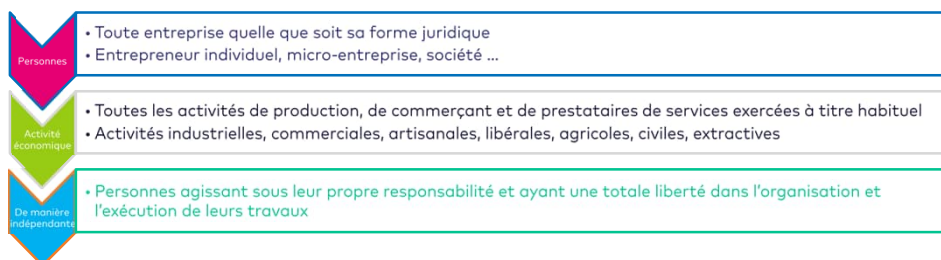 Personnes
• Toute entreprise quelle que soit sa forme juridique
• Entrepreneur individuel, micro-entreprise, société ...
Activité
économique
• Toutes les activités de production, de commerçant et de prestataires de services exercées à titre habituel
• Activités industrielles, commerciales, artisanales, libérales, agricoles, civiles, extractives
De manière
indépendante
• Personnes agissant sous leur propre responsabilité et ayant une totale liberté dans l'organisation et
l'exécution de leurs travaux